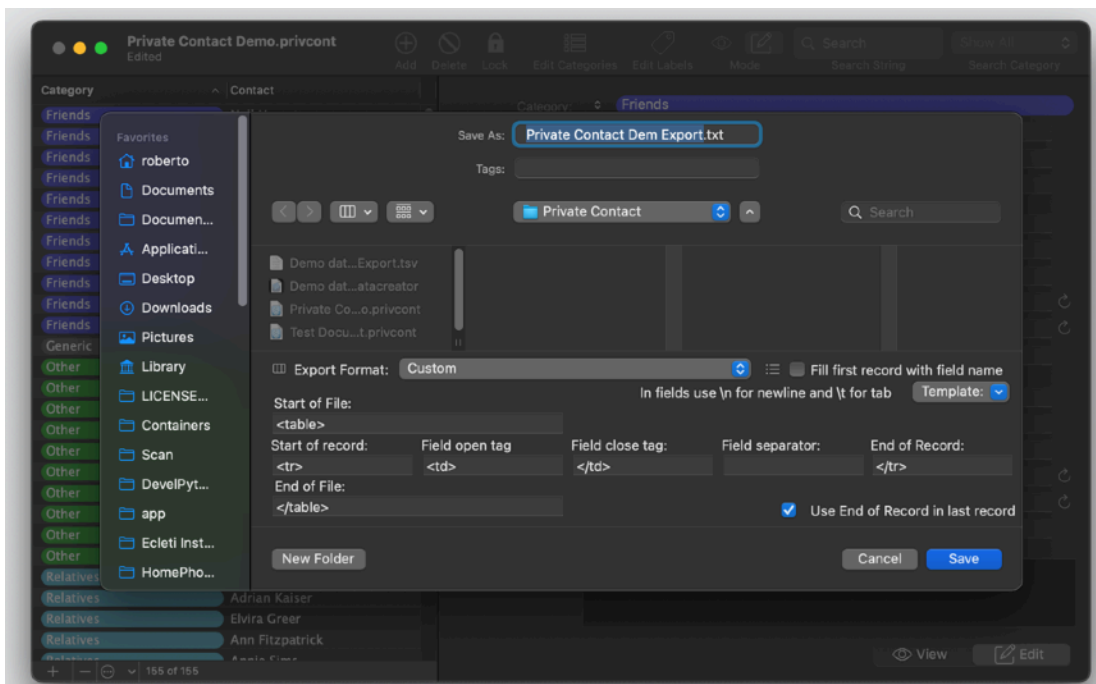 Private Contact Demo.privcont
Edited
Add Delete Lock Edit Categories Edit Labels Mode Search Search String Show All Search Category
Category Contact
Category: Friends
Friends
Friends
Friends
Friends
Friends
Friends
Friends
Friends
Friends
Friends
Friends
Generic
Other
Other
Other
Other
Other
Other
Other
Other
Other
Other
Relatives
Relatives Adrian Kaiser
Relatives Elvira Greer
Relatives Ann Fitzpatrick
155 of 155
View Edit
Favorites
roberto
Documents
Documen...
Applicati...
Desktop
Downloads
Pictures
Library
LICENSE...
Containers
Scan
DevelPyt...
app
Ecleti Inst...
HomePho...
Save As: Private Contact Dem Export.txt
Tags:
Private Contact
Search
Demo dat...Export.tsv
Demo dat...atacreator
Private Co...o.privcont
Test Docu...t.privcont
Export Format: Custom Fill first record with field name
In fields use \n for newline and \t for tab Template:
Start of File:
<table>
Start of record: Field open tag Field close tag: Field separator: End of Record:
<tr> <td> </td> </tr>
End of File:
</table>
Use End of Record in last record
New Folder Cancel Save